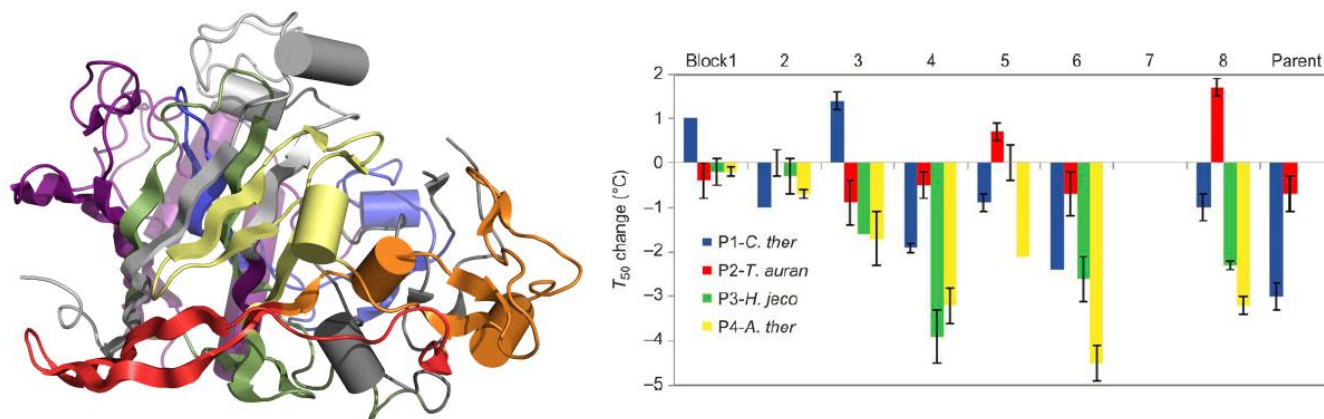 Block1 2 3 4 5 6 7 8 Parent
2
1
0
−1
−2
−3
−4
−5
T50 change (°C)
P1-C. ther
P2-T. auran
P3-H. jeco
P4-A. ther